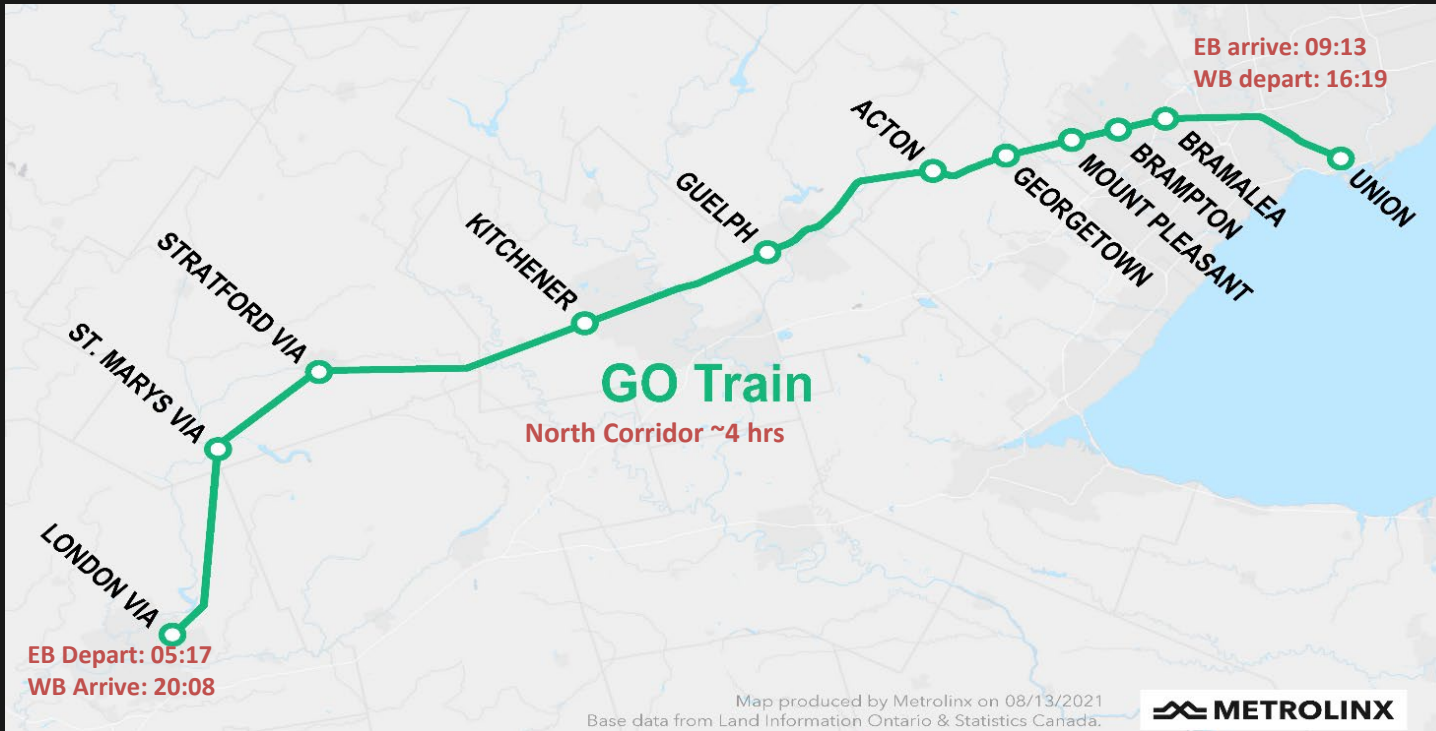 EB arrive: 09:13
WB depart: 16:19
ACTON
BRAMALEA
BRAMPTON
MOUNT PLEASANT
GEORGETOWN
UNION
GUELPH
KITCHENER
STRATFORD VIA
ST. MARYS VIA
LONDON VIA
GO Train
North Corridor ~4 hrs
EB Depart: 05:17
WB Arrive: 20:08
Map produced by Metrolinx on 08/13/2021
Base data from Land Information Ontario & Statistics Canada.
METROLINX